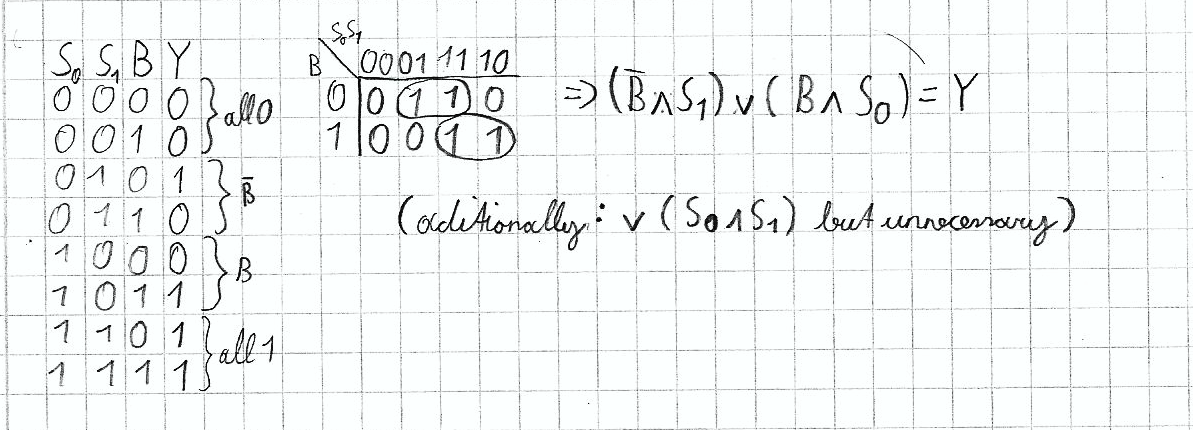 S₀ S₁ B Y
0 0 0 0
0 0 1 0
} all 0
0 1 0 1
0 1 1 0
} B̄
1 0 0 0
1 0 1 1
} B
1 1 0 1
1 1 1 1
} all 1
B \ S₀S₁ 00 01 11 10
0 0 1 1 0
1 0 0 1 1
=> (B̄ ∧ S₁) ∨ ( B ∧ S₀) = Y
(aditionally: ∨ (S₀ ∧ S₁) but unnecessary)